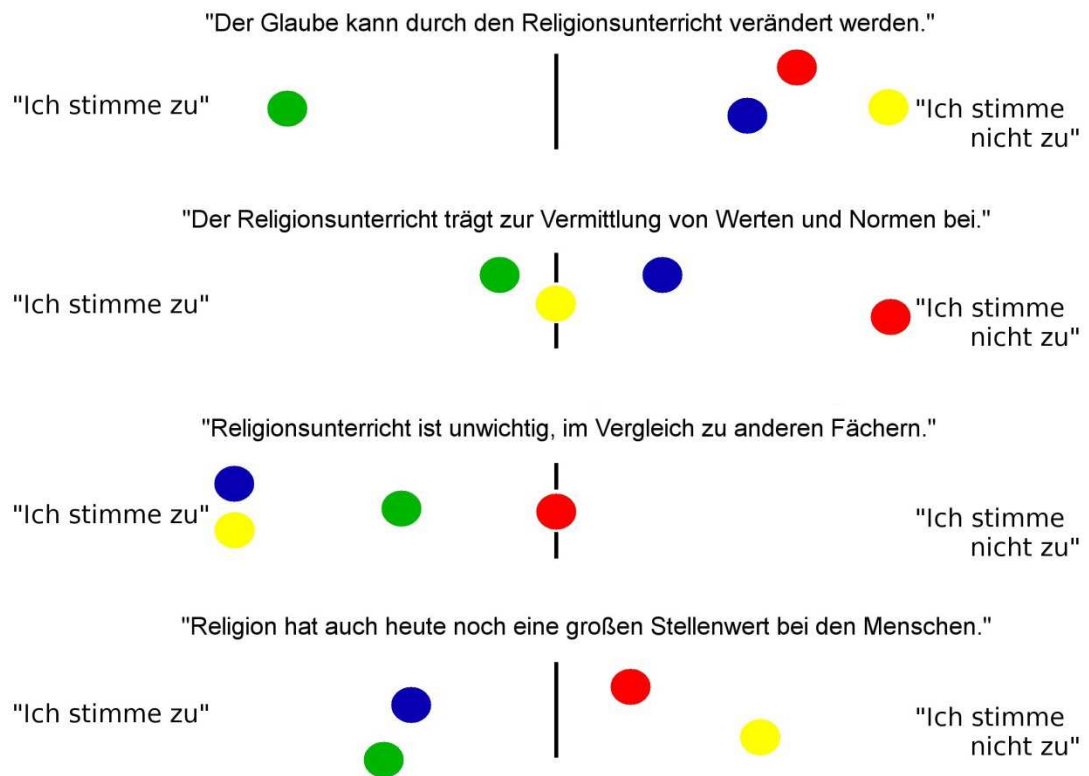 "Der Glaube kann durch den Religionsunterricht verändert werden."
"Ich stimme zu"
"Ich stimme
nicht zu"
"Der Religionsunterricht trägt zur Vermittlung von Werten und Normen bei."
"Ich stimme zu"
"Ich stimme
nicht zu"
"Religionsunterricht ist unwichtig, im Vergleich zu anderen Fächern."
"Ich stimme zu"
"Ich stimme
nicht zu"
"Religion hat auch heute noch eine großen Stellenwert bei den Menschen."
"Ich stimme zu"
"Ich stimme
nicht zu"